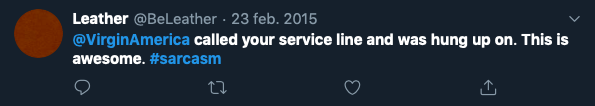 Leather @BeLeather · 23 feb. 2015
@VirginAmerica called your service line and was hung up on. This is
awesome. #sarcasm